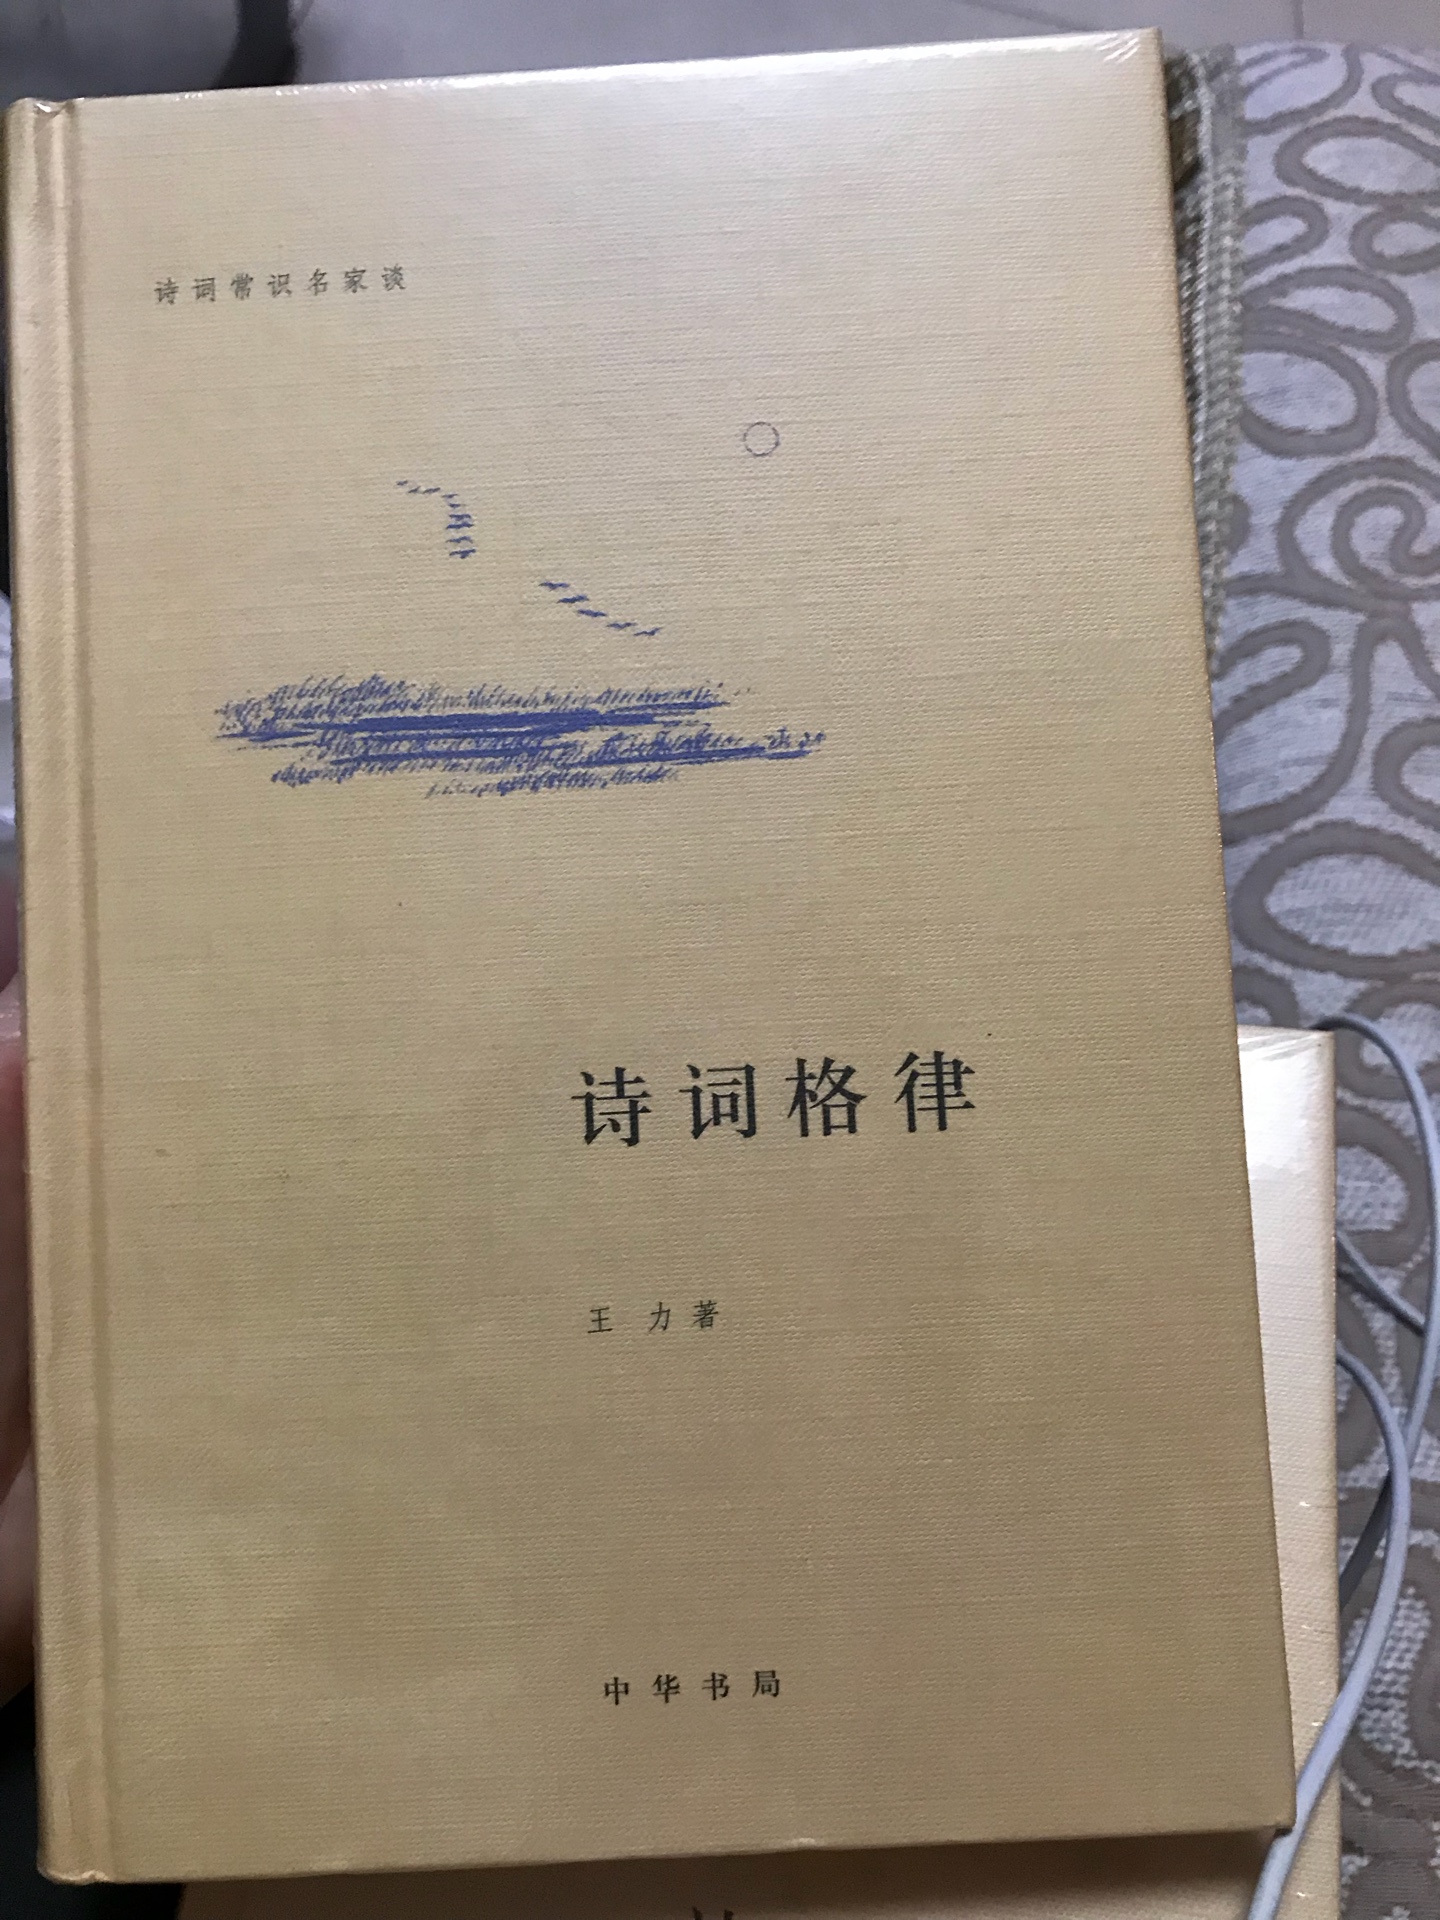 诗词常识名家谈
诗词格律
王 力 著
中华书局